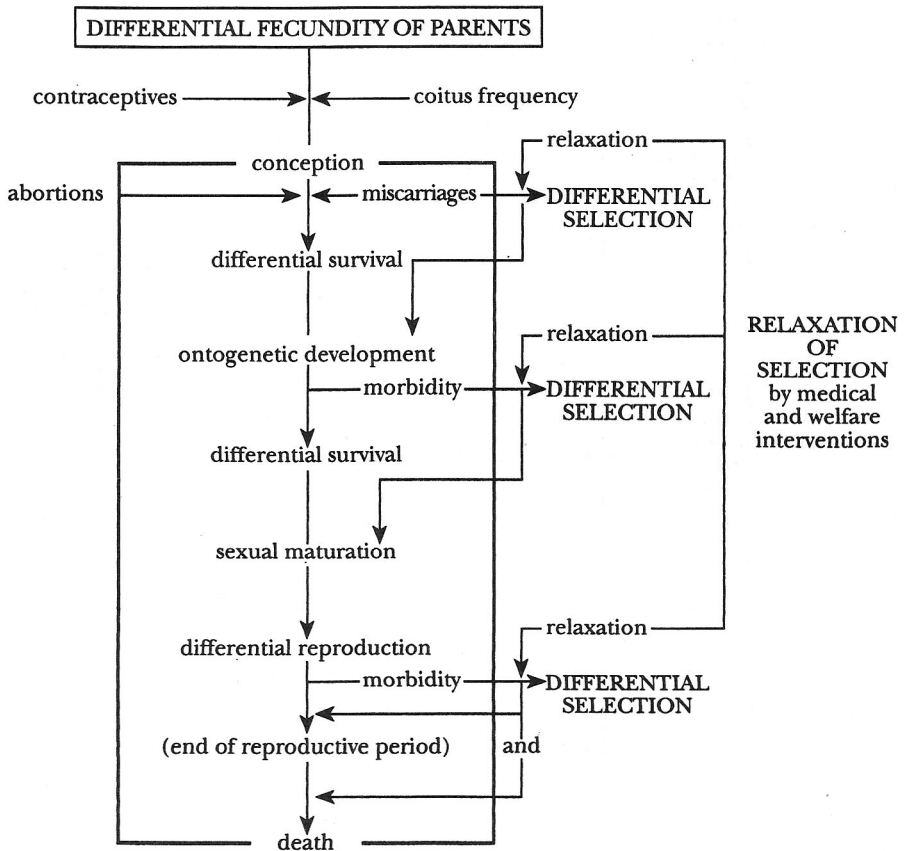 DIFFERENTIAL FECUNDITY OF PARENTS
contraceptives
coitus frequency
relaxation
conception
abortions
miscarriages
DIFFERENTIAL
SELECTION
differential survival
relaxation
ontogenetic development
morbidity
DIFFERENTIAL
SELECTION
RELAXATION
OF
SELECTION
by medical
and welfare
interventions
differential survival
sexual maturation
relaxation
differential reproduction
morbidity
DIFFERENTIAL
SELECTION
(end of reproductive period)
and
death